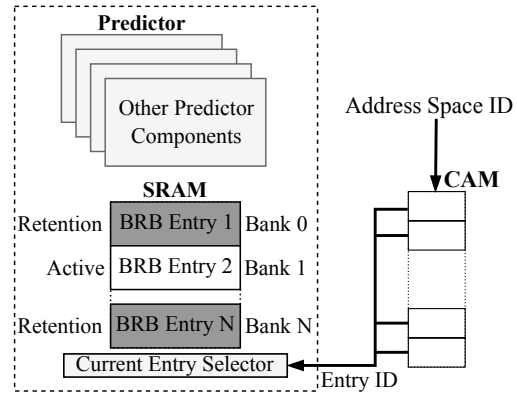 Predictor
Other Predictor
Components
Address Space ID
SRAM
CAM
Retention BRB Entry 1 Bank 0
Active BRB Entry 2 Bank 1
Retention BRB Entry N Bank N
Current Entry Selector
Entry ID